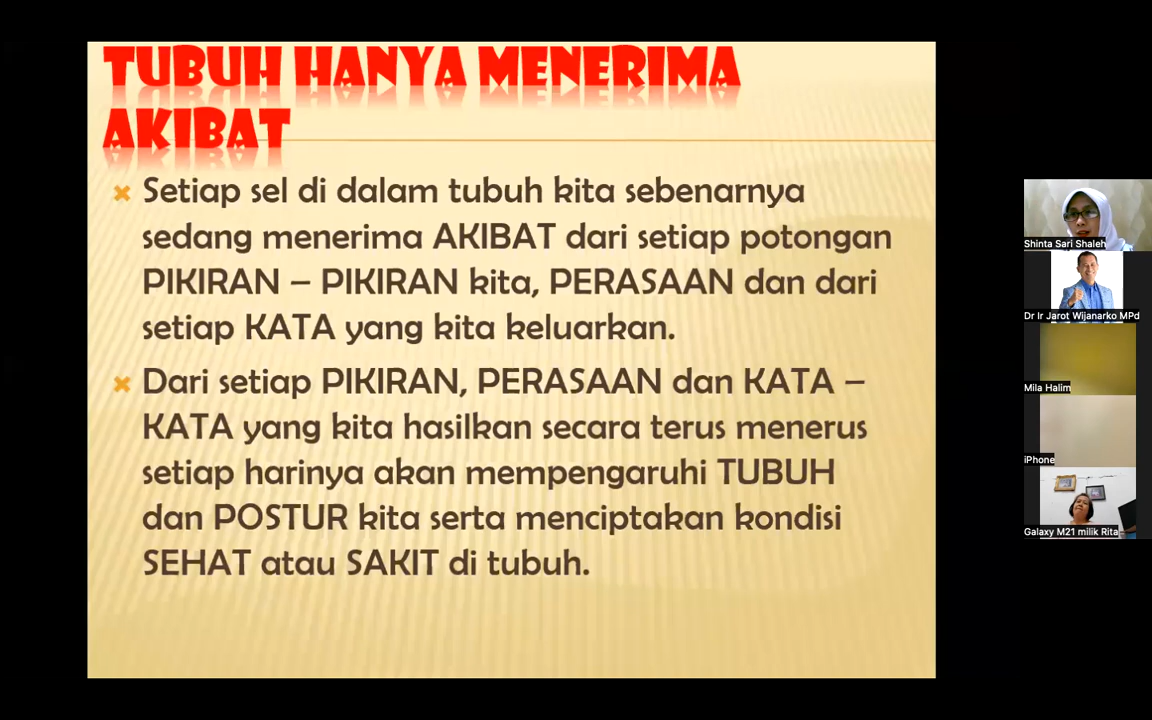 TUBUH HANYA MENERIMA
AKIBAT
Setiap sel di dalam tubuh kita sebenarnya
sedang menerima AKIBAT dari setiap potongan
PIKIRAN – PIKIRAN kita, PERASAAN dan dari
setiap KATA yang kita keluarkan.
Dari setiap PIKIRAN, PERASAAN dan KATA –
KATA yang kita hasilkan secara terus menerus
setiap harinya akan mempengaruhi TUBUH
dan POSTUR kita serta menciptakan kondisi
SEHAT atau SAKIT di tubuh.
Shinta Sari Shaleh
Dr Ir Jarot Wijanarko MPd
Mila Halim
iPhone
Galaxy M21 milik Rita